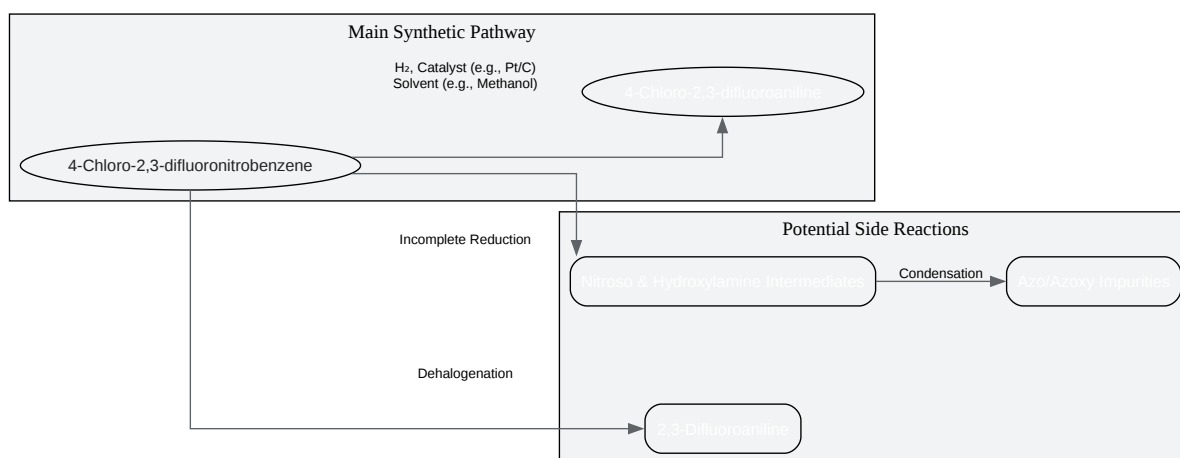 Main Synthetic Pathway
H₂, Catalyst (e.g., Pt/C)
Solvent (e.g., Methanol)
4-Chloro-2,3-difluoroaniline
4-Chloro-2,3-difluoronitrobenzene
Potential Side Reactions
Incomplete Reduction
Nitroso & Hydroxylamine Intermediates
Condensation
Azo/Azoxy Impurities
Dehalogenation
2,3-Difluoroaniline